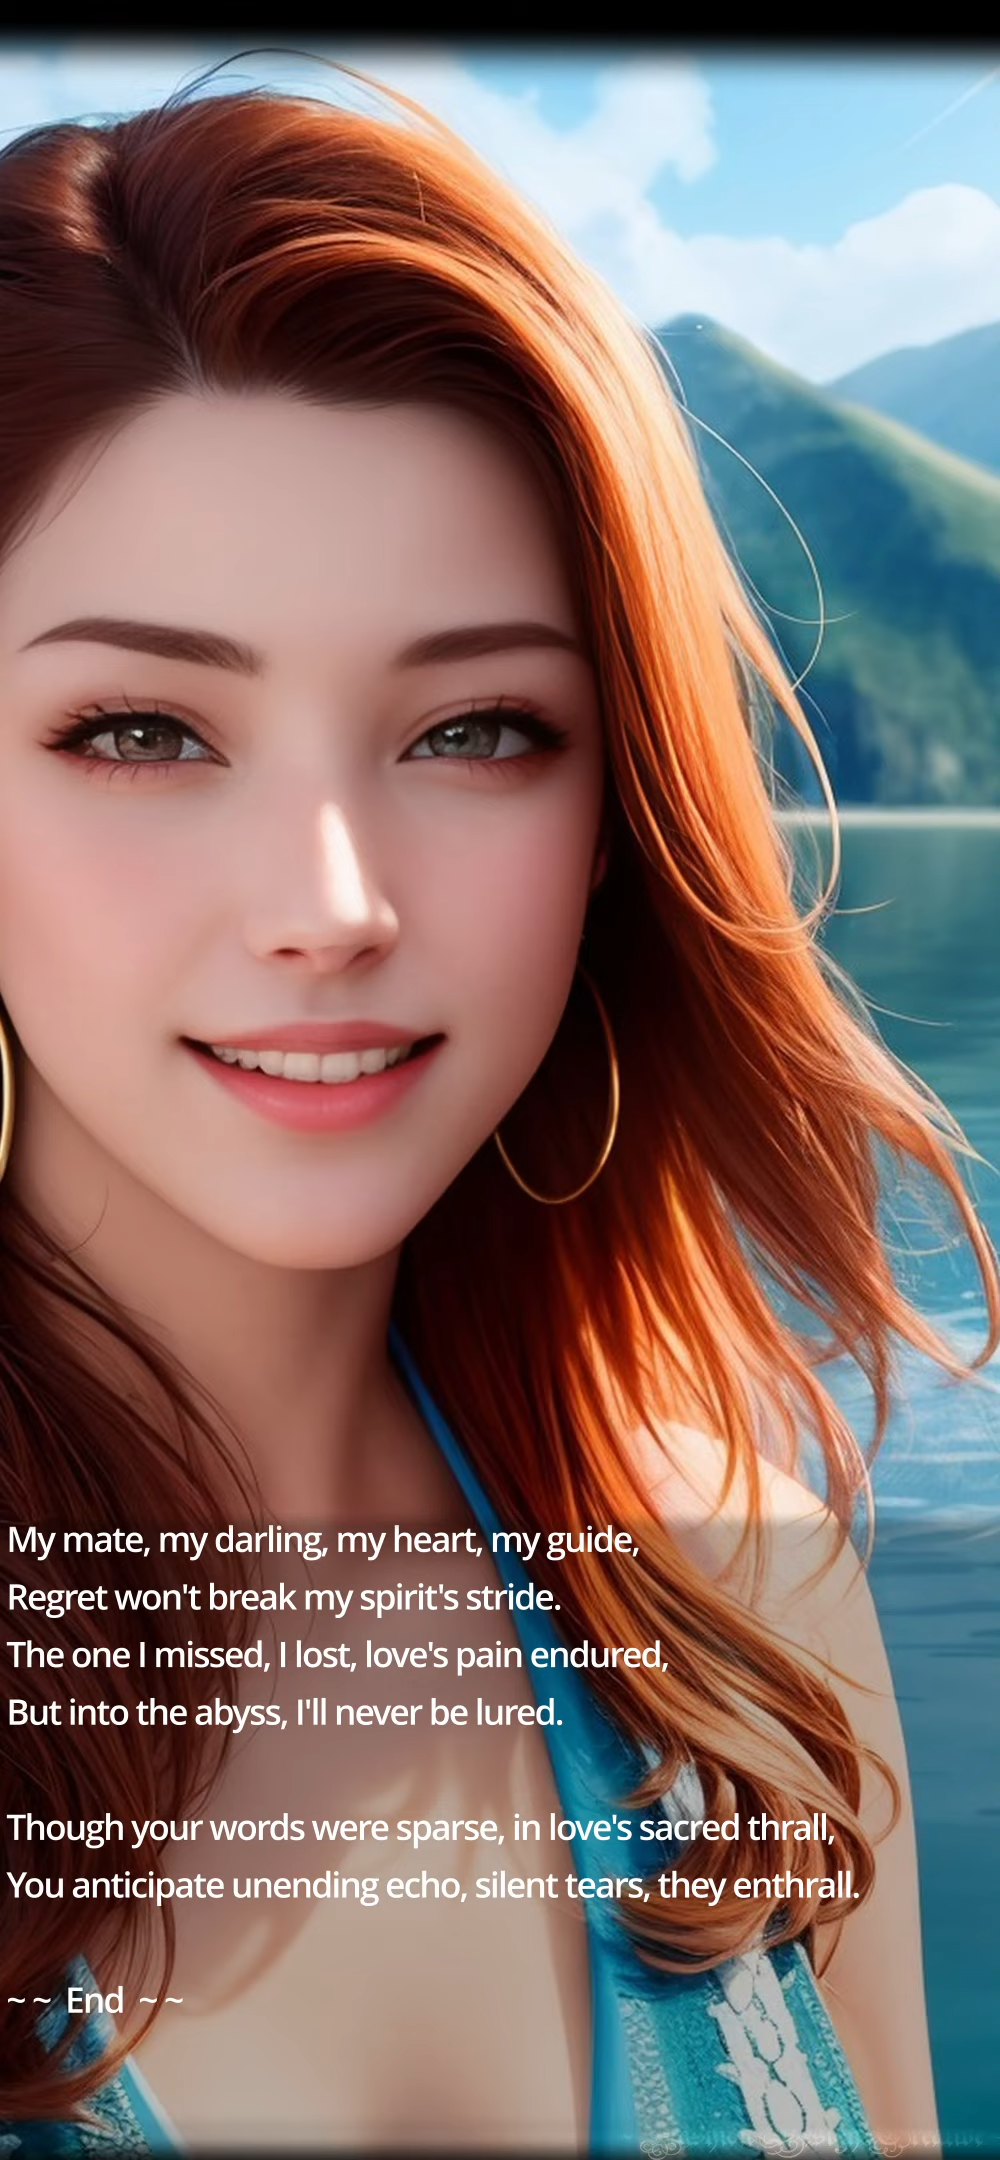 My mate, my darling, my heart, my guide,
Regret won't break my spirit's stride.
The one I missed, I lost, love's pain endured,
But into the abyss, I'll never be lured.
Though your words were sparse, in love's sacred thrall,
You anticipate unending echo, silent tears, they enthrall.
~ ~ End ~ ~